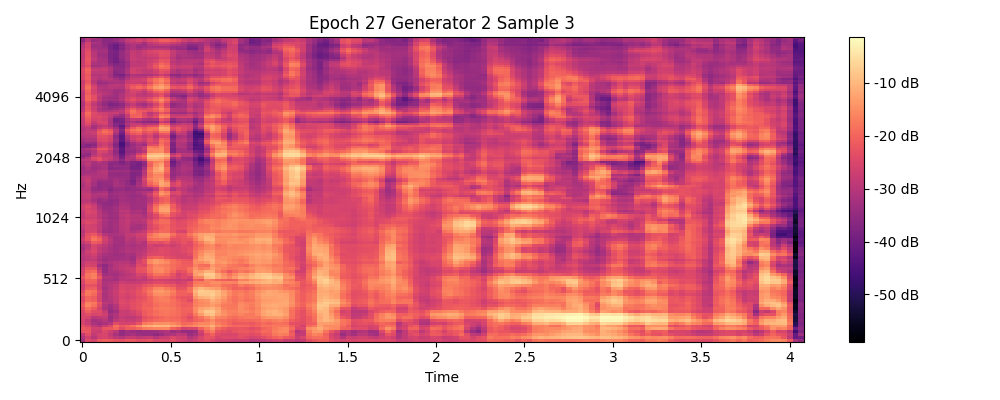 Epoch 27 Generator 2 Sample 3
Hz
4096
2048
1024
512
0
0 0.5 1 1.5 2 2.5 3 3.5 4
Time
-10 dB
-20 dB
-30 dB
-40 dB
-50 dB